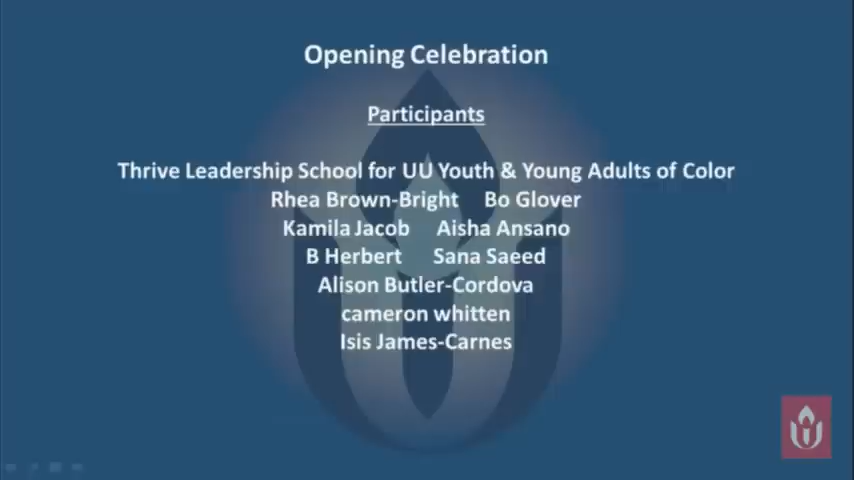 Opening Celebration
Participants
Thrive Leadership School for UU Youth & Young Adults of Color
Rhea Brown-Bright Bo Glover
Kamila Jacob Aisha Ansano
B Herbert Sana Saeed
Alison Butler-Cordova
cameron whitten
Isis James-Carnes